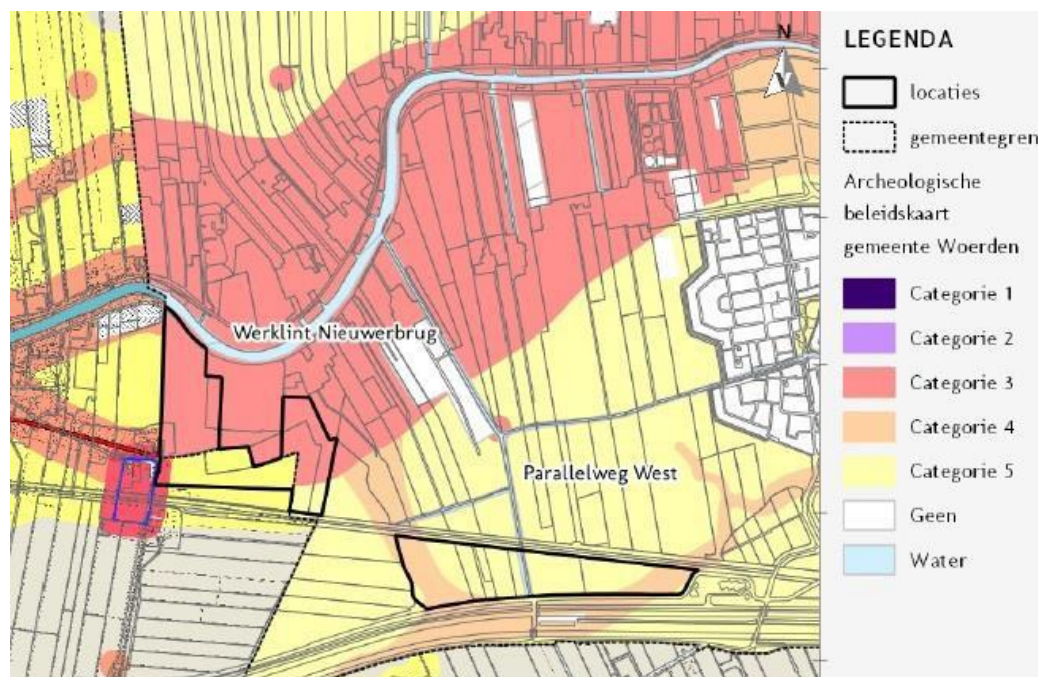 Werklint Nieuwerbrug
Parallelweg West
N
LEGENDA
locaties
gemeentegren
Archeologische
beleidskaart
gemeente Woerden
Categorie 1
Categorie 2
Categorie 3
Categorie 4
Categorie 5
Geen
Water